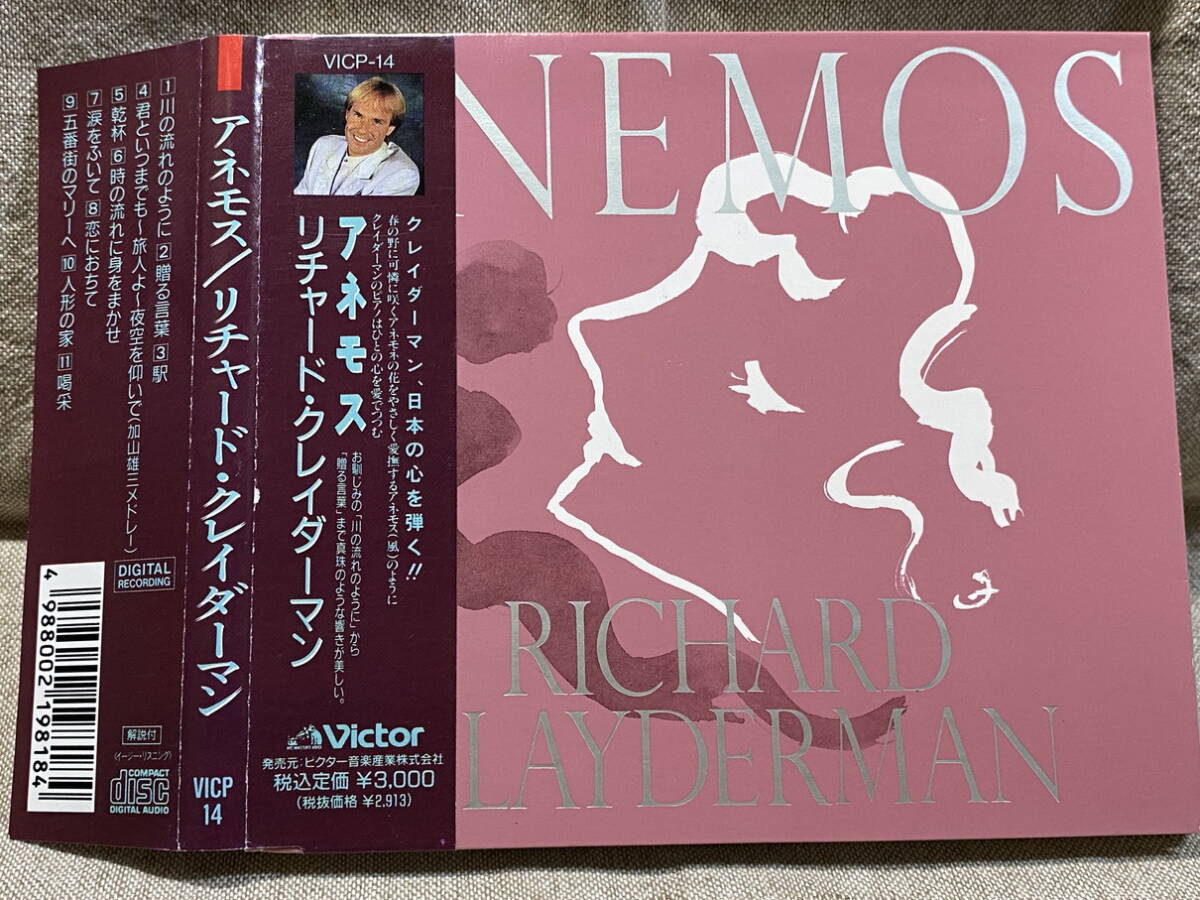 1 川の流れのように 2 贈る言葉 3 駅
4 君といつまでも〜旅人よ〜夜空を仰いで(加山雄三メドレー)
5 乾杯 6 時の流れに身をまかせ
7 涙をふいて 8 恋におちて
9 五番街のマリーへ 10 人形の家 11 喝采
DIGITAL
RECORDING
4 988002 198184
解説付
(イージー・リスニング)
COMPACT
disc
DIGITAL AUDIO
アネモス/リチャード・クレイダーマン
VICP
14
VICP-14
クレイダーマン、日本の心を弾く!!
春の野に可憐に咲くアネモネの花をやさしく愛撫するアネモス(風)のように
クレイダーマンのピアノはひとの心を愛でつつむ
アネモス
リチャード・クレイダーマン
お馴じみの「川の流れのように」から
「贈る言葉」まで真珠のような響きが美しい。
Victor
発売元:ビクター音楽産業株式会社
税込定価 ¥3,000
(税抜価格 ¥2,913)
NEMOS
RICHARD
LAYDERMAN